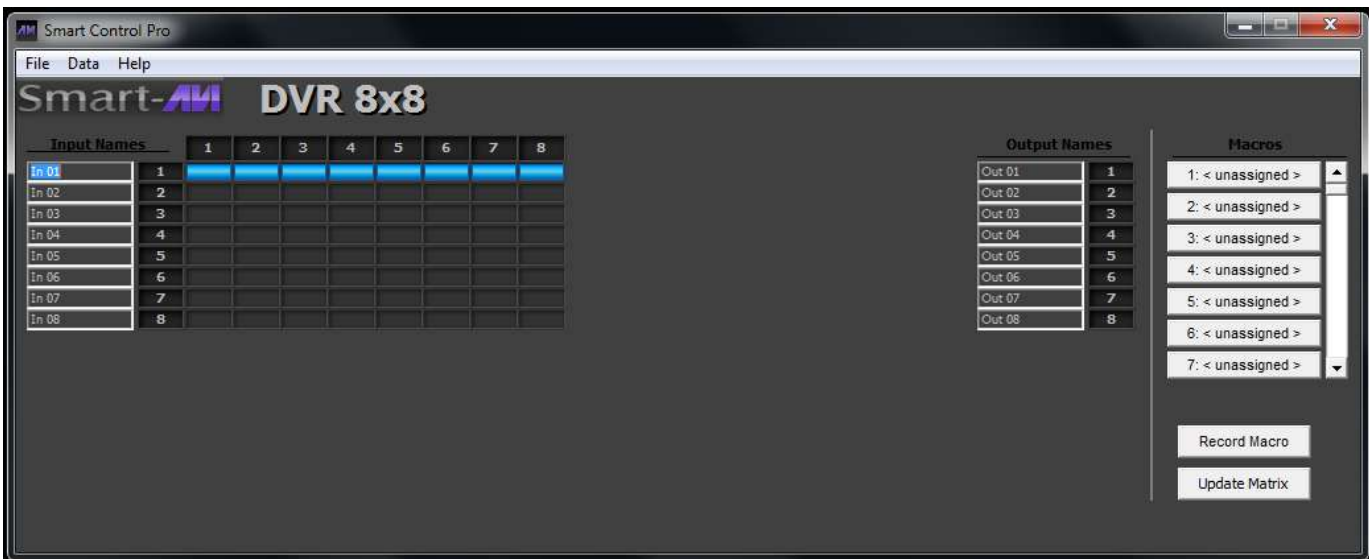 Smart Control Pro
File Data Help
Smart-AVI DVR 8x8
Input Names 1 2 3 4 5 6 7 8 Output Names Macros
In 01 1 Out 01 1 1: < unassigned >
In 02 2 Out 02 2 2: < unassigned >
In 03 3 Out 03 3 3: < unassigned >
In 04 4 Out 04 4 4: < unassigned >
In 05 5 Out 05 5 5: < unassigned >
In 06 6 Out 06 6 6: < unassigned >
In 07 7 Out 07 7 7: < unassigned >
In 08 8 Out 08 8
Record Macro
Update Matrix